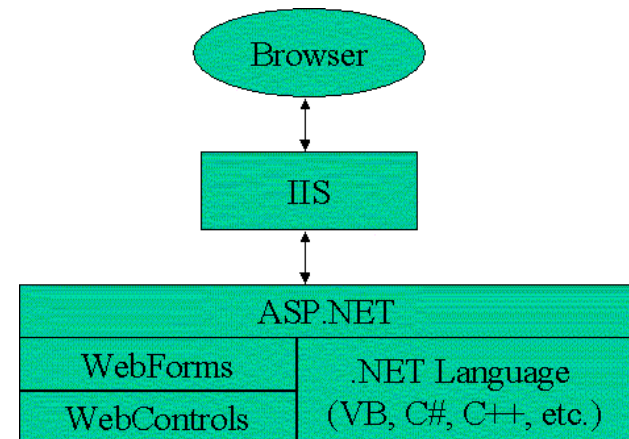 Browser
IIS
ASP.NET
WebForms
WebControls
.NET Language
(VB, C#, C++, etc.)